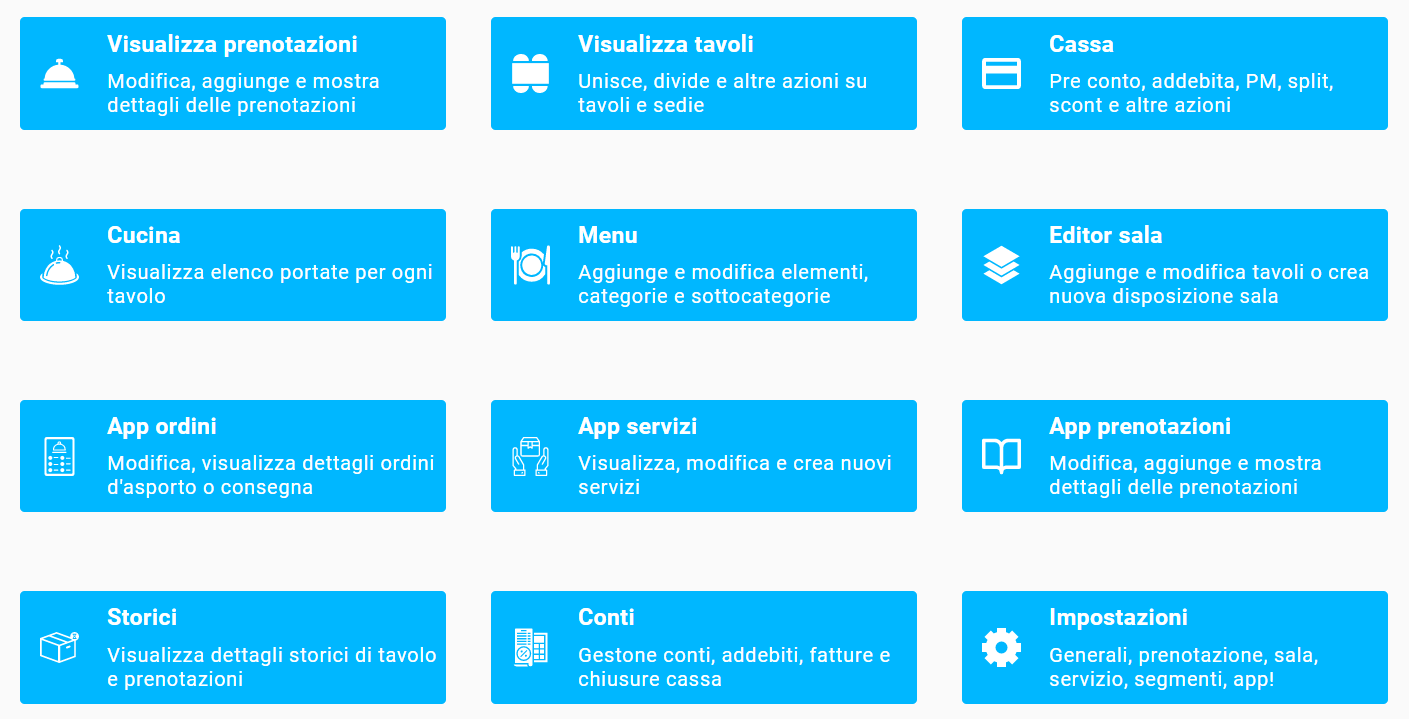 Visualizza prenotazioni
Modifica, aggiunge e mostra
dettagli delle prenotazioni
Visualizza tavoli
Unisce, divide e altre azioni su
tavoli e sedie
Cassa
Pre conto, addebita, PM, split,
scont e altre azioni
Cucina
Visualizza elenco portate per ogni
tavolo
Menu
Aggiunge e modifica elementi,
categorie e sottocategorie
Editor sala
Aggiunge e modifica tavoli o crea
nuova disposizione sala
App ordini
Modifica, visualizza dettagli ordini
d'asporto o consegna
App servizi
Visualizza, modifica e crea nuovi
servizi
App prenotazioni
Modifica, aggiunge e mostra
dettagli delle prenotazioni
Storici
Visualizza dettagli storici di tavolo
e prenotazioni
Conti
Gestone conti, addebiti, fatture e
chiusure cassa
Impostazioni
Generali, prenotazione, sala,
servizio, segmenti, app!